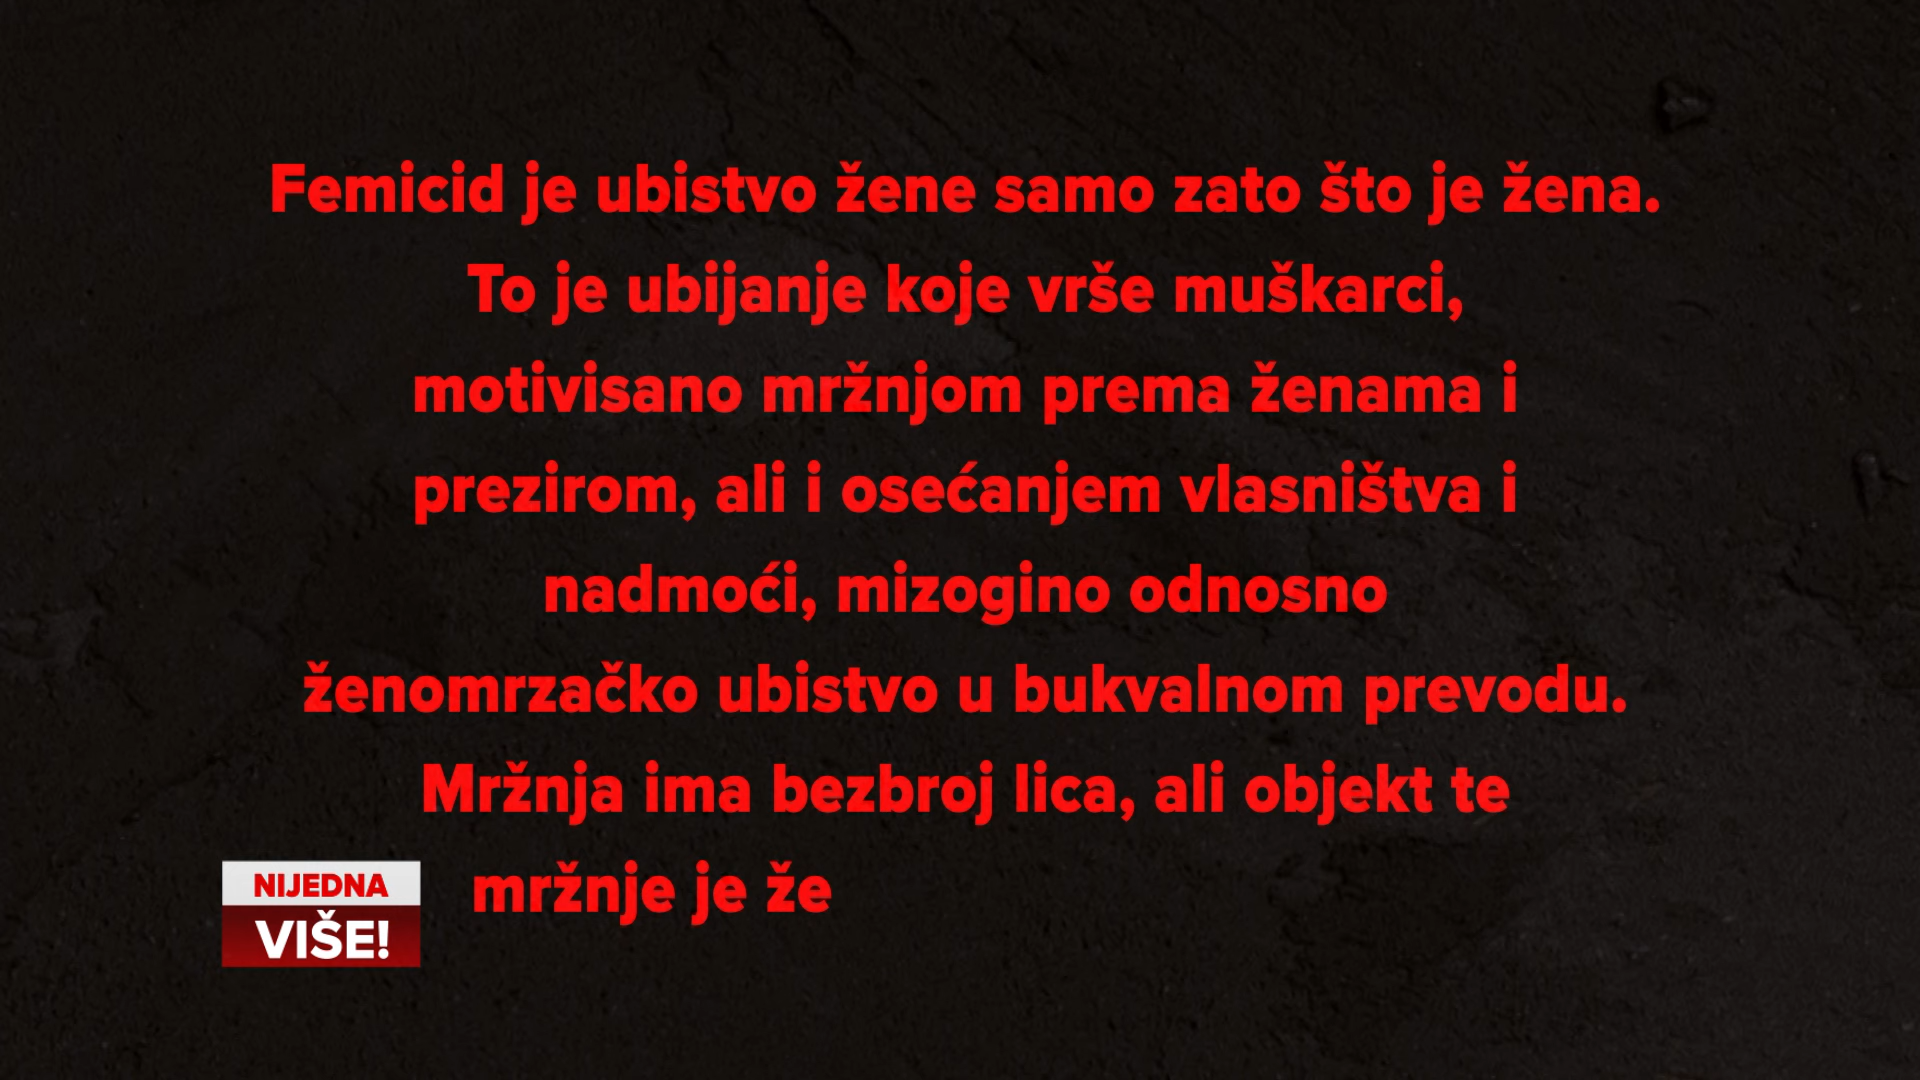 Femicid je ubistvo žene samo zato što je žena.
To je ubijanje koje vrše muškarci,
motivisano mržnjom prema ženama i
prezirom, ali i osećanjem vlasništva i
nadmoći, mizogino odnosno
ženomrzačko ubistvo u bukvalnom prevodu.
Mržnja ima bezbroj lica, ali objekt te
mržnje je že
NIJEDNA
VIŠE!